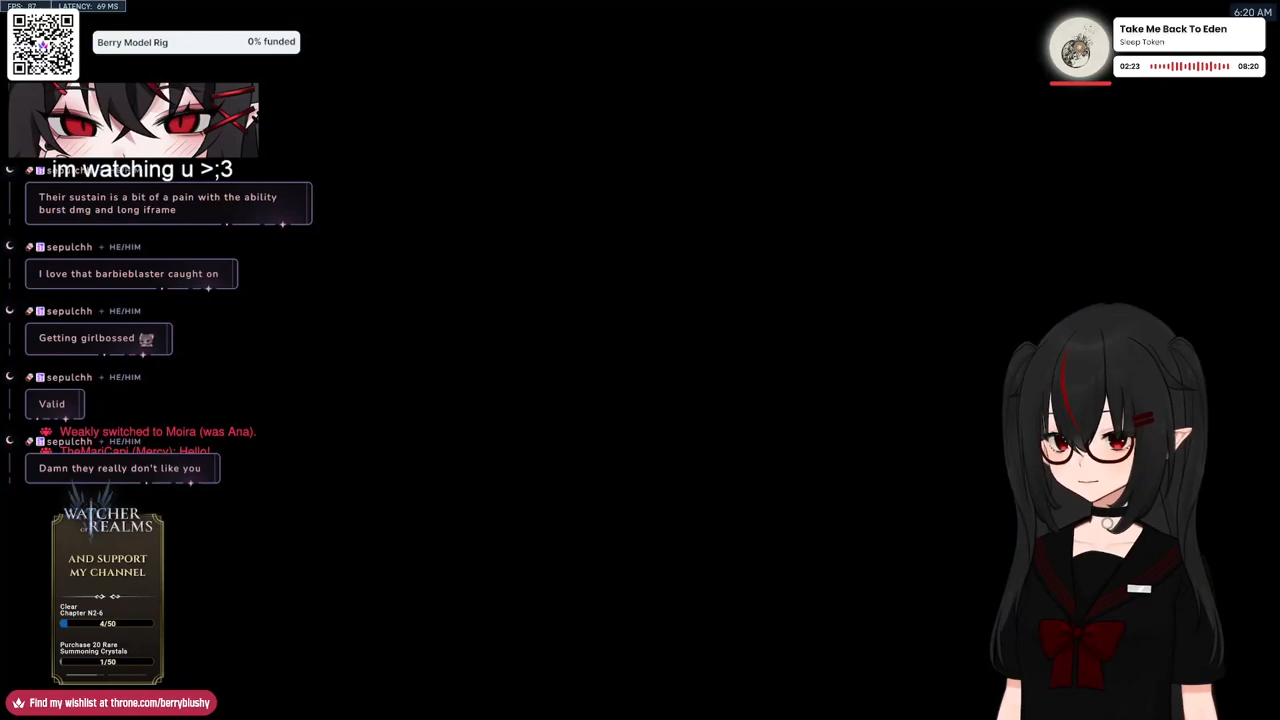 FPS: 87 LATENCY: 69 MS
6:20 AM
Berry Model Rig 0% funded
Take Me Back To Eden
Sleep Token
02:23 08:20
im watching u >;3
sepulchh
Their sustain is a bit of a pain with the ability
burst dmg and long iframe
sepulchh + HE/HIM
I love that barbieblaster caught on
sepulchh + HE/HIM
Getting girlbossed
sepulchh + HE/HIM
Valid
Weakly switched to Moira (was Ana).
sepulchh + HE/HIM
TheMariCapi (Mercy): Hello!
Damn they really don't like you
WATCHER
OF REALMS
AND SUPPORT
MY CHANNEL
Clear
Chapter N2-6
4/50
Purchase 20 Rare
Summoning Crystals
1/50
Find my wishlist at throne.com/berryblushy